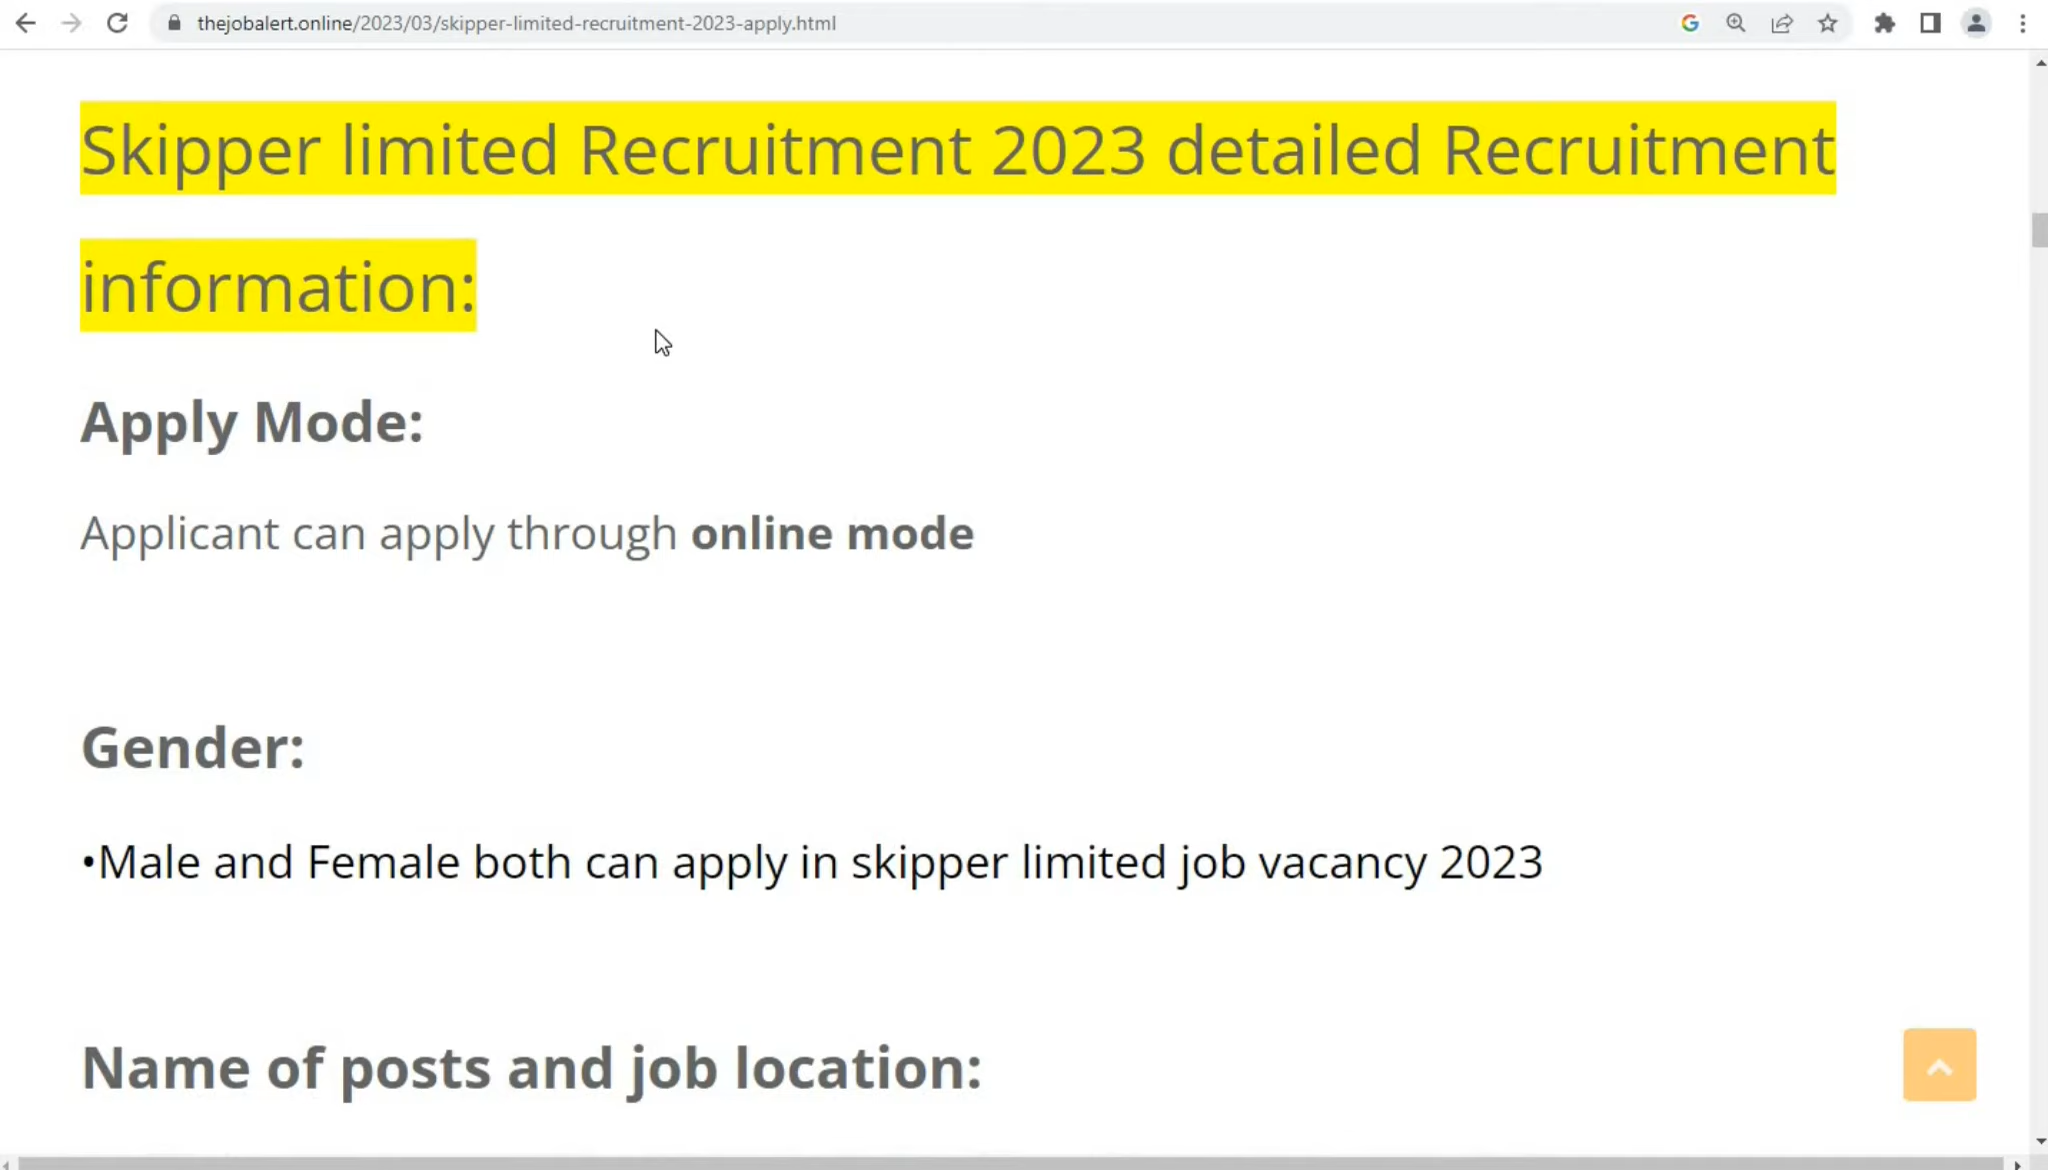 thejobalert.online/2023/03/skipper-limited-recruitment-2023-apply.html
Skipper limited Recruitment 2023 detailed Recruitment
information:
Apply Mode:
Applicant can apply through online mode
Gender:
•Male and Female both can apply in skipper limited job vacancy 2023
Name of posts and job location: